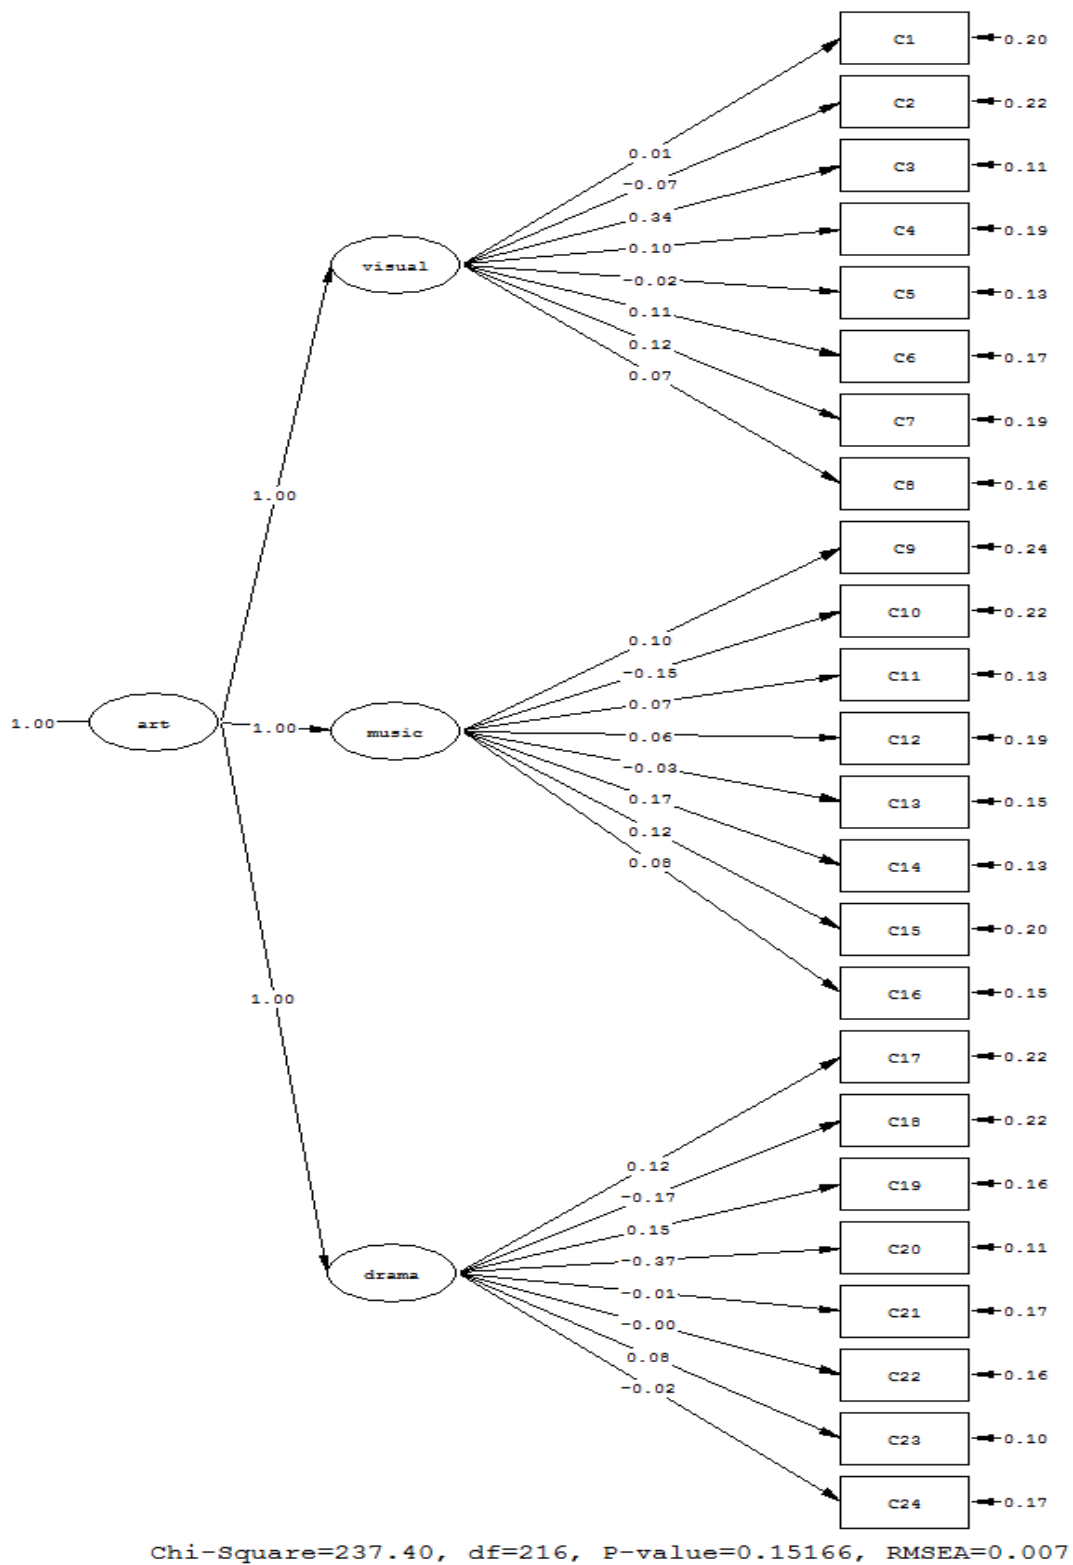 C1 0.20
C2 0.22
0.01
C3 0.11
-0.07
0.34
C4 0.19
0.10
visual
-0.02
C5 0.13
0.11
0.12
C6 0.17
0.07
C7 0.19
C8 0.16
1.00
C9 0.24
C10 0.22
0.10
-0.15
C11 0.13
0.07
1.00 art 1.00 music 0.06 C12 0.19
-0.03
0.17
C13 0.15
0.12
0.08
C14 0.13
C15 0.20
C16 0.15
1.00
C17 0.22
C18 0.22
0.12
C19 0.16
-0.17
0.15
C20 0.11
-0.37
drama
-0.01
C21 0.17
-0.00
0.08
C22 0.16
-0.02
C23 0.10
C24 0.17
Chi-Square=237.40, df=216, P-value=0.15166, RMSEA=0.007